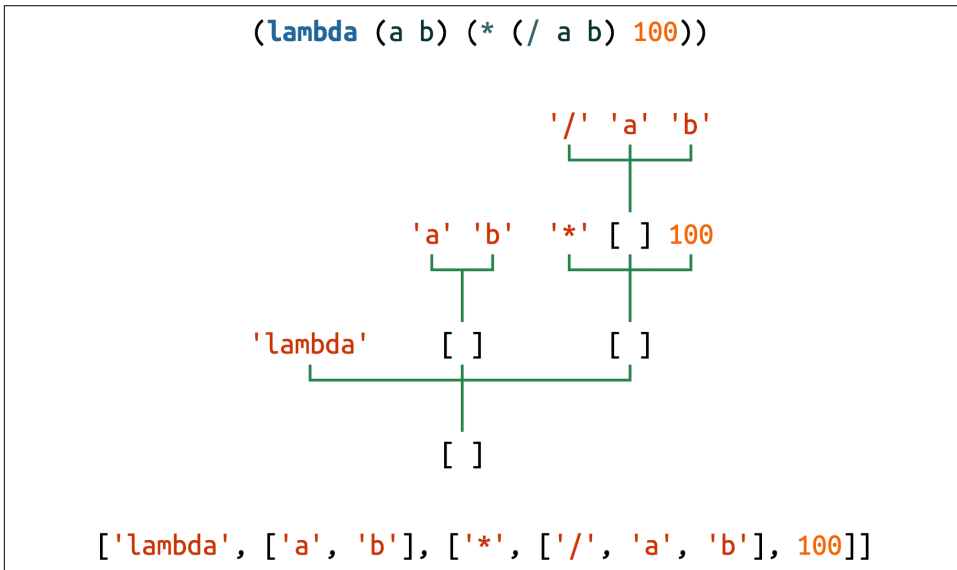 (lambda (a b) (* (/ a b) 100))
'/' 'a' 'b'
'a' 'b' '*' [ ] 100
'lambda' [ ] [ ]
[ ]
['lambda', ['a', 'b'], ['*', ['/', 'a', 'b'], 100]]